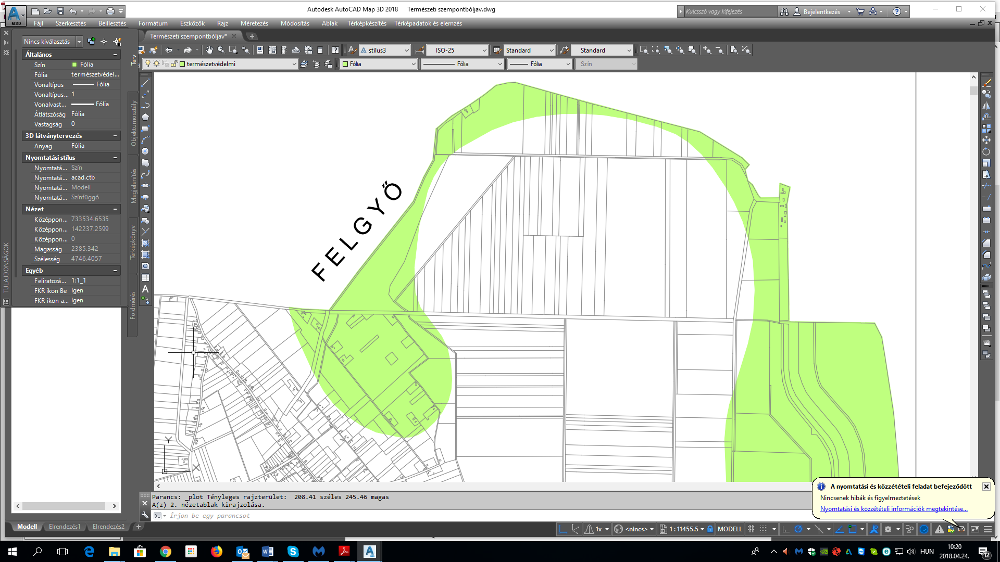 Autodesk AutoCAD Map 3D 2018 Természeti szempontbóljav.dwg
Kulcsszó vagy kifejezés
Bejelentkezés
M3D
Fájl Szerkesztés Beillesztés Formátum Eszközök Rajz Méretezés Módosítás Ablak Térképkészítés Térképadatok és elemzés
Természeti szempontbóljav*
Nincs kiválasztás
stílus3 ISO-25 Standard Standard
természetvédelmi Fólia Fólia Fólia Szín
Általános
Szín Fólia
Fólia természetvédel...
Vonaltípus Fólia
Vonaltípus... 1
Vonalvast... Fólia
Átlátszóság Fólia
Vastagság 0
3D látványtervezés
Anyag Fólia
Nyomtatási stílus
Nyomtatá... Szín
Nyomtatá... acad.ctb
Nyomtatá... Modell
Nyomtatá... Színfüggő
Nézet
Középpon... 733534.6535
Középpon... 142237.2599
Középpon... 0
Magasság 2385.342
Szélesség 4746.4057
Egyéb
Feliratozá... 1:1_1
FKR ikon Be Igen
FKR ikon a... Igen
TULAJDONSÁGOK
Terv
Objektumosztály
Megjelenítés
Térképkönyv
Földmérés
FELGYŐ
Y
X
Parancs: _plot Tényleges rajzterület: 208.41 széles 245.46 magas
A(z) 2. nézetablak kirajzolása.
Írjon be egy parancsot
A nyomtatási és közzétételi feladat befejeződött
Nincsenek hibák és figyelmeztetések
Nyomtatási és közzétételi információk megtekintése...
Modell Elrendezés1 Elrendezés2
1x <nincs> 1:11455.5 MODELL
HUN
10:20
2018.04.24.
12